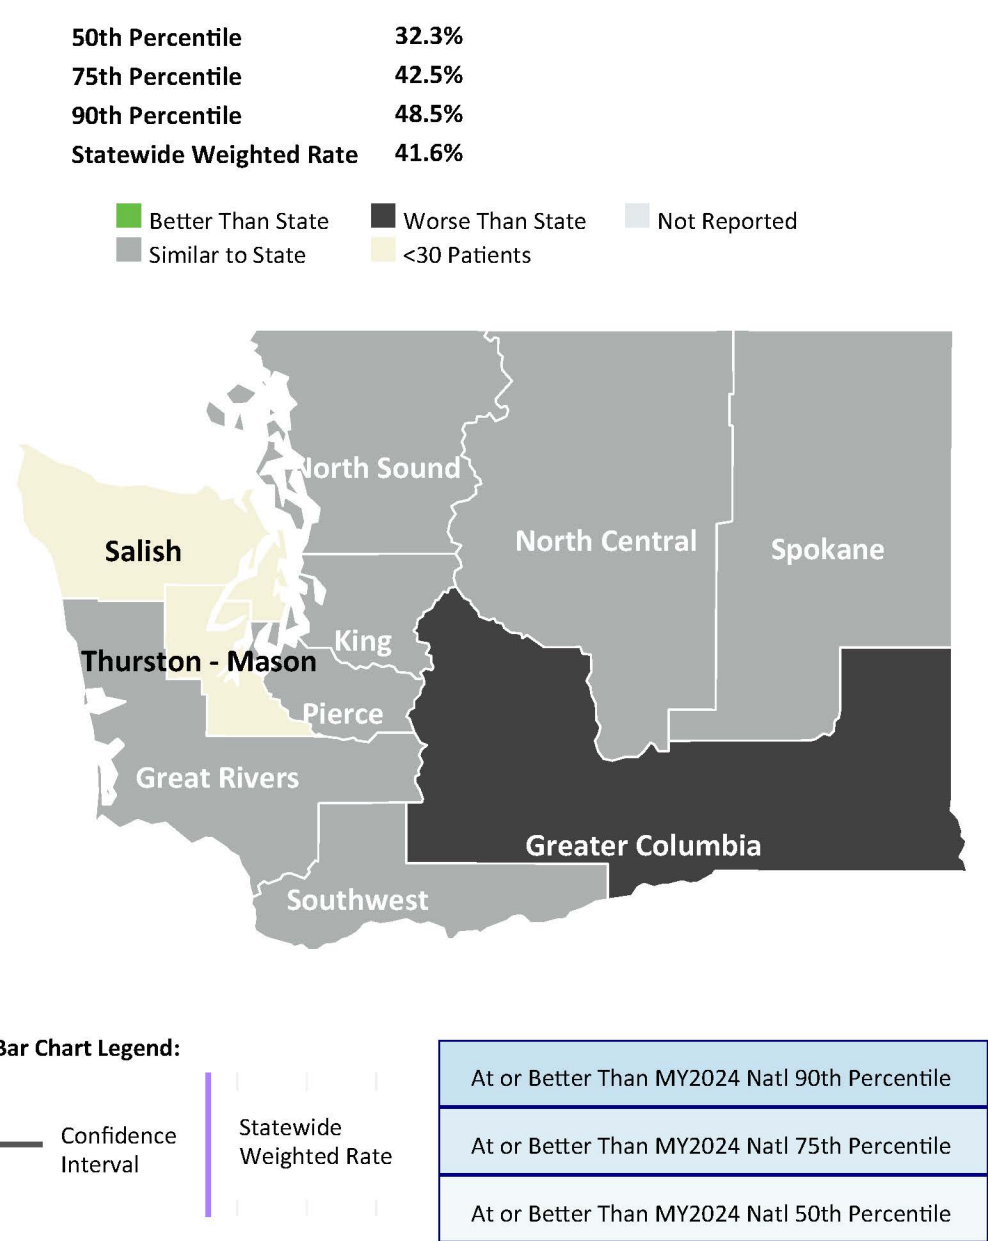 50th Percentile 32.3%
75th Percentile 42.5%
90th Percentile 48.5%
Statewide Weighted Rate 41.6%
Better Than State Worse Than State Not Reported
Similar to State <30 Patients
North Sound
North Central
Spokane
Salish
King
Thurston - Mason
Pierce
Great Rivers
Greater Columbia
Southwest
Bar Chart Legend:
Confidence
Interval
Statewide
Weighted Rate
At or Better Than MY2024 Natl 90th Percentile
At or Better Than MY2024 Natl 75th Percentile
At or Better Than MY2024 Natl 50th Percentile